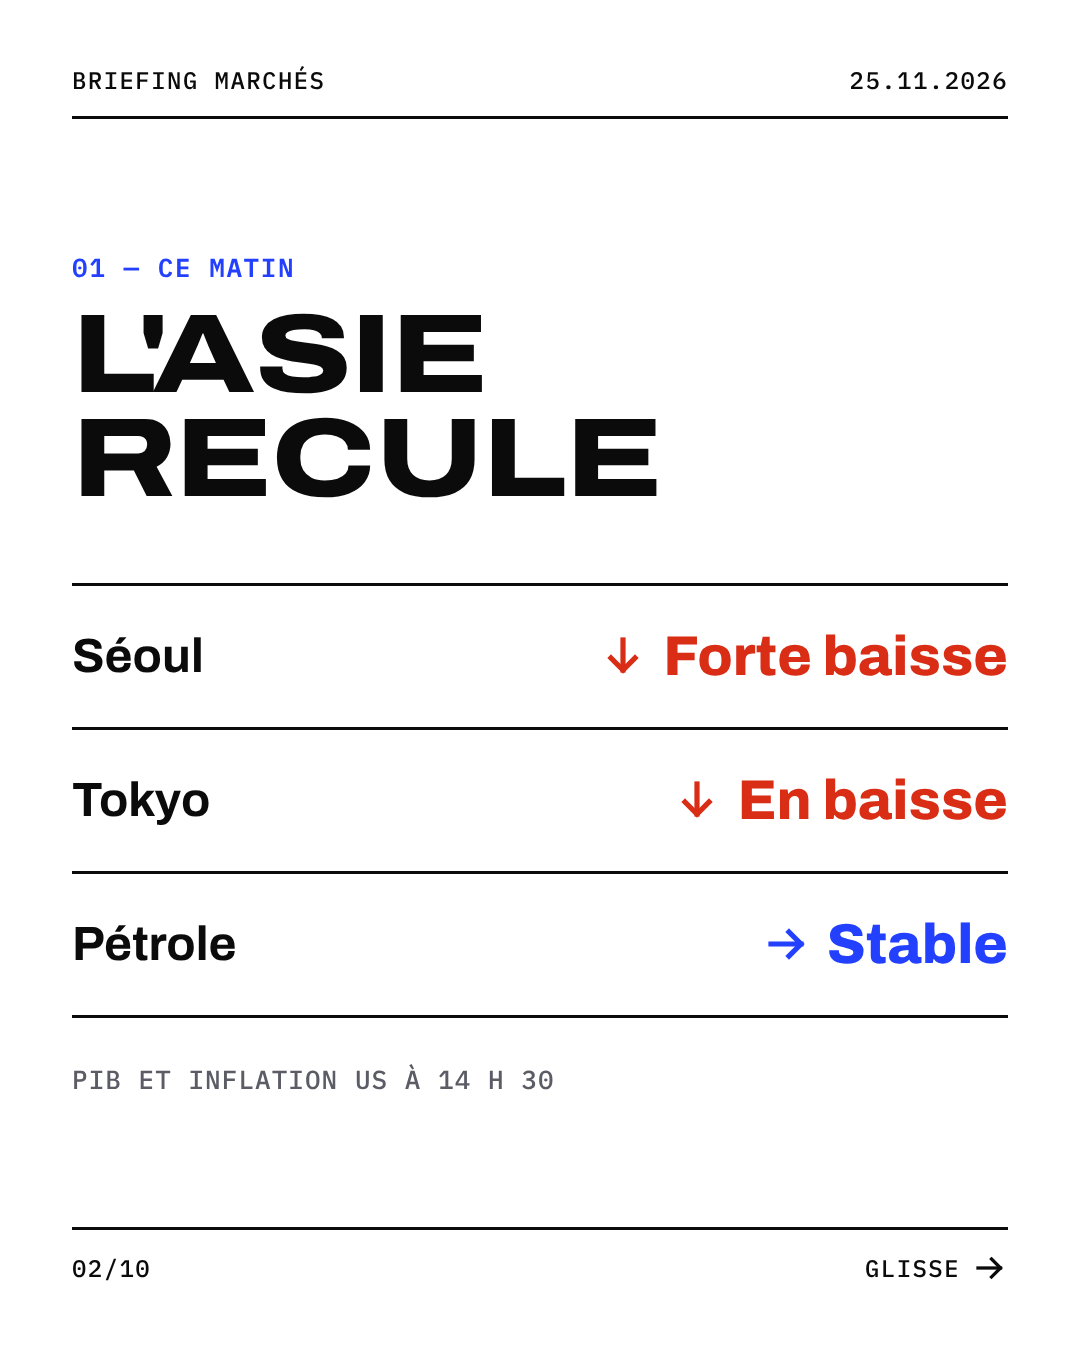 BRIEFING MARCHÉS 25.11.2026
01 — CE MATIN
L'ASIE
RECULE
Séoul ↓ Forte baisse
Tokyo ↓ En baisse
Pétrole → Stable
PIB ET INFLATION US À 14 H 30
02/10 GLISSE →